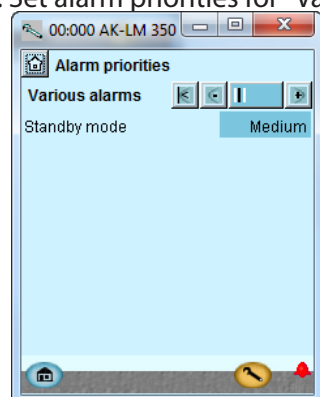 . Set alarm priorities for "Va
00:000 AK-LM 350
Alarm priorities
Various alarms
Standby mode Medium